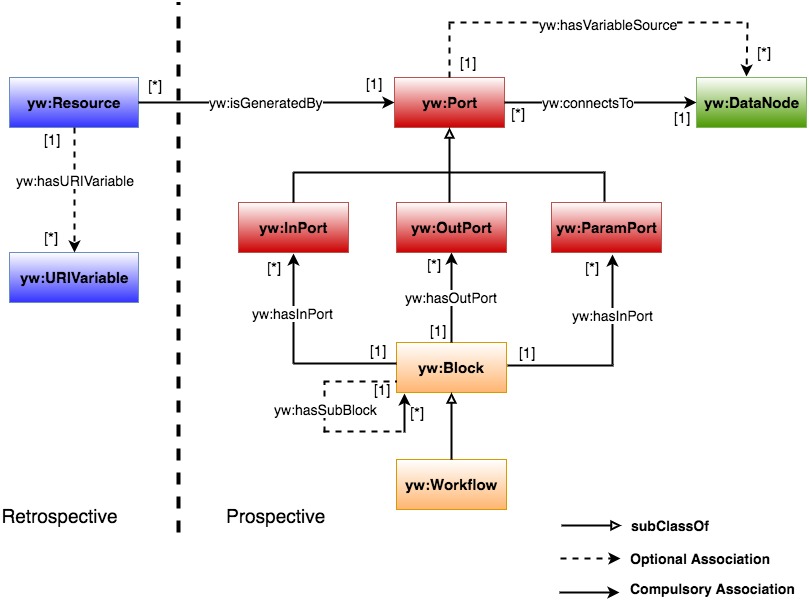 yw:hasVariableSource
[1]
[*]
[*]
[1]
yw:Resource
yw:isGeneratedBy
yw:Port
yw:connectsTo
yw:DataNode
[*]
[1]
[1]
yw:hasURIVariable
[*]
yw:URIVariable
yw:InPort
yw:OutPort
yw:ParamPort
[*]
[*]
[*]
yw:hasInPort
yw:hasOutPort
yw:hasInPort
[1]
[1]
[1]
yw:Block
[1]
yw:hasSubBlock
[*]
yw:Workflow
Retrospective
Prospective
subClassOf
Optional Association
Compulsory Association